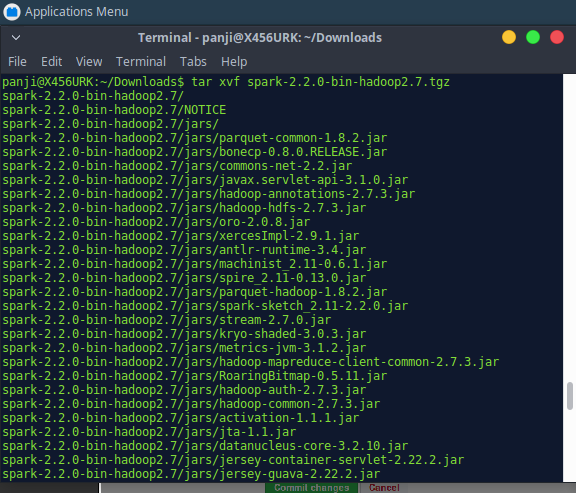 Applications Menu
Terminal - panji@X456URK: ~/Downloads
File Edit View Terminal Tabs Help
panji@X456URK:~/Downloads$ tar xvf spark-2.2.0-bin-hadoop2.7.tgz
spark-2.2.0-bin-hadoop2.7/
spark-2.2.0-bin-hadoop2.7/NOTICE
spark-2.2.0-bin-hadoop2.7/jars/
spark-2.2.0-bin-hadoop2.7/jars/parquet-common-1.8.2.jar
spark-2.2.0-bin-hadoop2.7/jars/bonecp-0.8.0.RELEASE.jar
spark-2.2.0-bin-hadoop2.7/jars/commons-net-2.2.jar
spark-2.2.0-bin-hadoop2.7/jars/javax.servlet-api-3.1.0.jar
spark-2.2.0-bin-hadoop2.7/jars/hadoop-annotations-2.7.3.jar
spark-2.2.0-bin-hadoop2.7/jars/hadoop-hdfs-2.7.3.jar
spark-2.2.0-bin-hadoop2.7/jars/oro-2.0.8.jar
spark-2.2.0-bin-hadoop2.7/jars/xercesImpl-2.9.1.jar
spark-2.2.0-bin-hadoop2.7/jars/antlr-runtime-3.4.jar
spark-2.2.0-bin-hadoop2.7/jars/machinist_2.11-0.6.1.jar
spark-2.2.0-bin-hadoop2.7/jars/spire_2.11-0.13.0.jar
spark-2.2.0-bin-hadoop2.7/jars/parquet-hadoop-1.8.2.jar
spark-2.2.0-bin-hadoop2.7/jars/spark-sketch_2.11-2.2.0.jar
spark-2.2.0-bin-hadoop2.7/jars/stream-2.7.0.jar
spark-2.2.0-bin-hadoop2.7/jars/kryo-shaded-3.0.3.jar
spark-2.2.0-bin-hadoop2.7/jars/metrics-jvm-3.1.2.jar
spark-2.2.0-bin-hadoop2.7/jars/hadoop-mapreduce-client-common-2.7.3.jar
spark-2.2.0-bin-hadoop2.7/jars/RoaringBitmap-0.5.11.jar
spark-2.2.0-bin-hadoop2.7/jars/hadoop-auth-2.7.3.jar
spark-2.2.0-bin-hadoop2.7/jars/hadoop-common-2.7.3.jar
spark-2.2.0-bin-hadoop2.7/jars/activation-1.1.1.jar
spark-2.2.0-bin-hadoop2.7/jars/jta-1.1.jar
spark-2.2.0-bin-hadoop2.7/jars/datanucleus-core-3.2.10.jar
spark-2.2.0-bin-hadoop2.7/jars/jersey-container-servlet-2.22.2.jar
spark-2.2.0-bin-hadoop2.7/jars/jersey-guava-2.22.2.jar
Commit changes Cancel